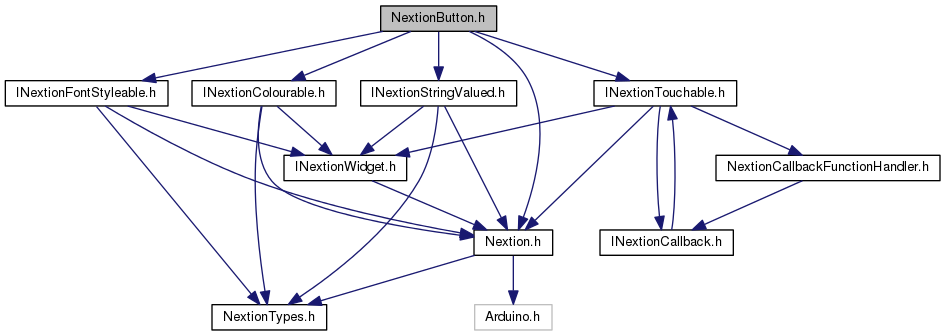 NextionButton.h
INextionFontStyleable.h
INextionColourable.h
INextionStringValued.h
INextionTouchable.h
INextionWidget.h
NextionCallbackFunctionHandler.h
Nextion.h
INextionCallback.h
NextionTypes.h
Arduino.h